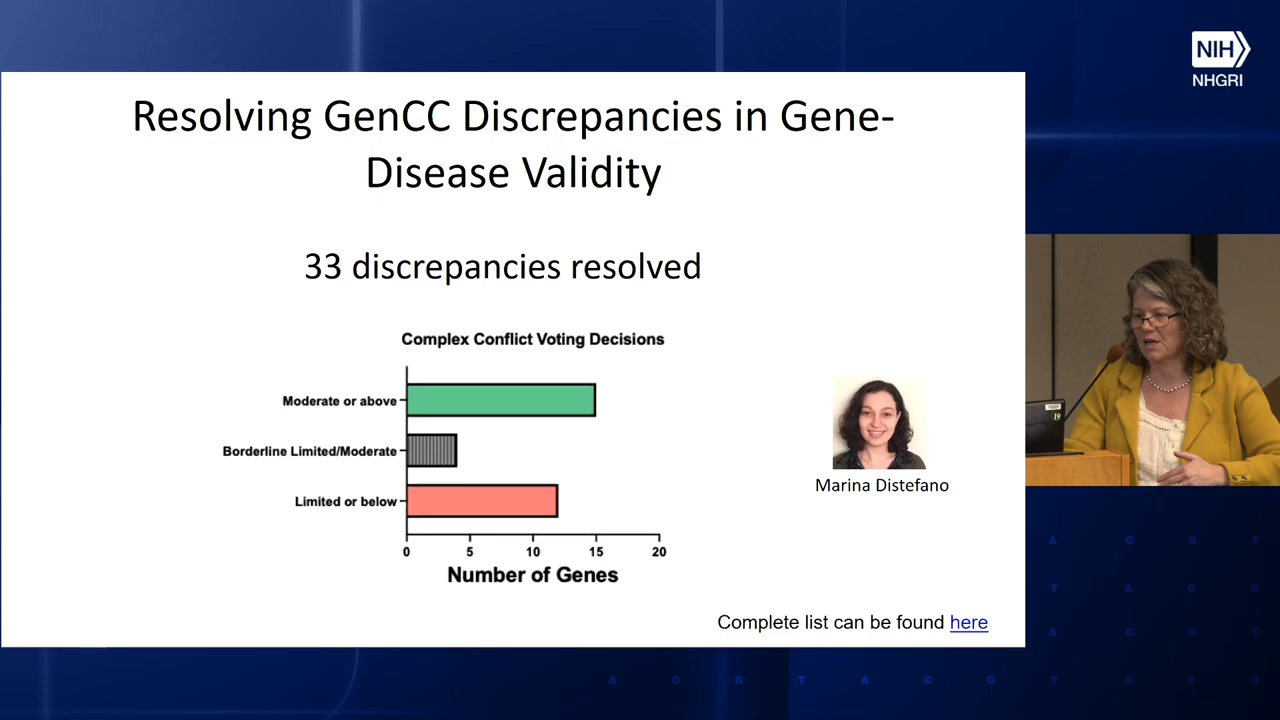 NIH
NHGRI
Resolving GenCC Discrepancies in Gene-
Disease Validity
33 discrepancies resolved
Complex Conflict Voting Decisions
Moderate or above
Borderline Limited/Moderate
Limited or below
0 5 10 15 20
Number of Genes
Marina Distefano
Complete list can be found here
19
A C G T
T A C G
C G T A
A C G T A C G T A C G T